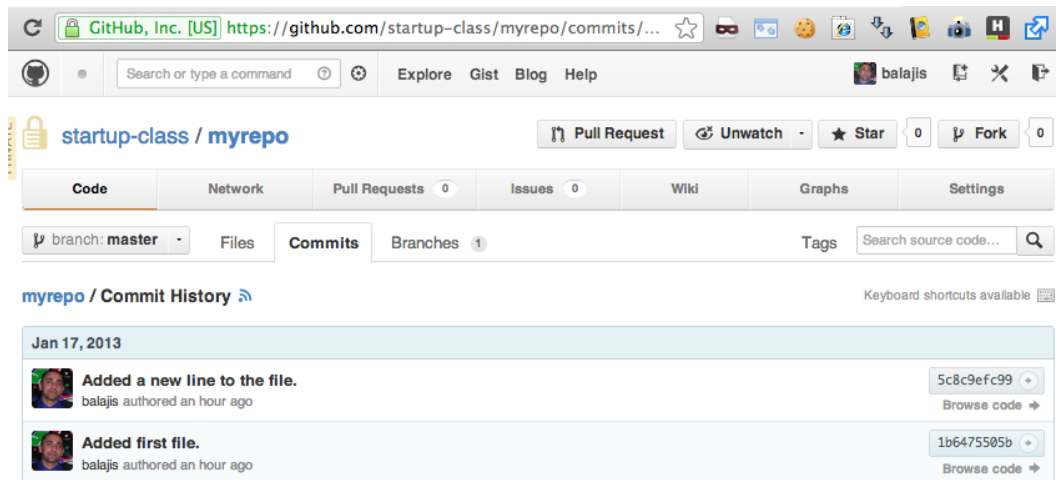 GitHub, Inc. [US] https://github.com/startup-class/myrepo/commits/...
Search or type a command Explore Gist Blog Help balajis
PRIVATE
startup-class / myrepo Pull Request Unwatch Star 0 Fork 0
Code Network Pull Requests 0 Issues 0 Wiki Graphs Settings
branch: master Files Commits Branches 1 Tags Search source code...
myrepo / Commit History Keyboard shortcuts available
Jan 17, 2013
Added a new line to the file. 5c8c9efc99 +
balajis authored an hour ago Browse code
Added first file. 1b6475505b +
balajis authored an hour ago Browse code